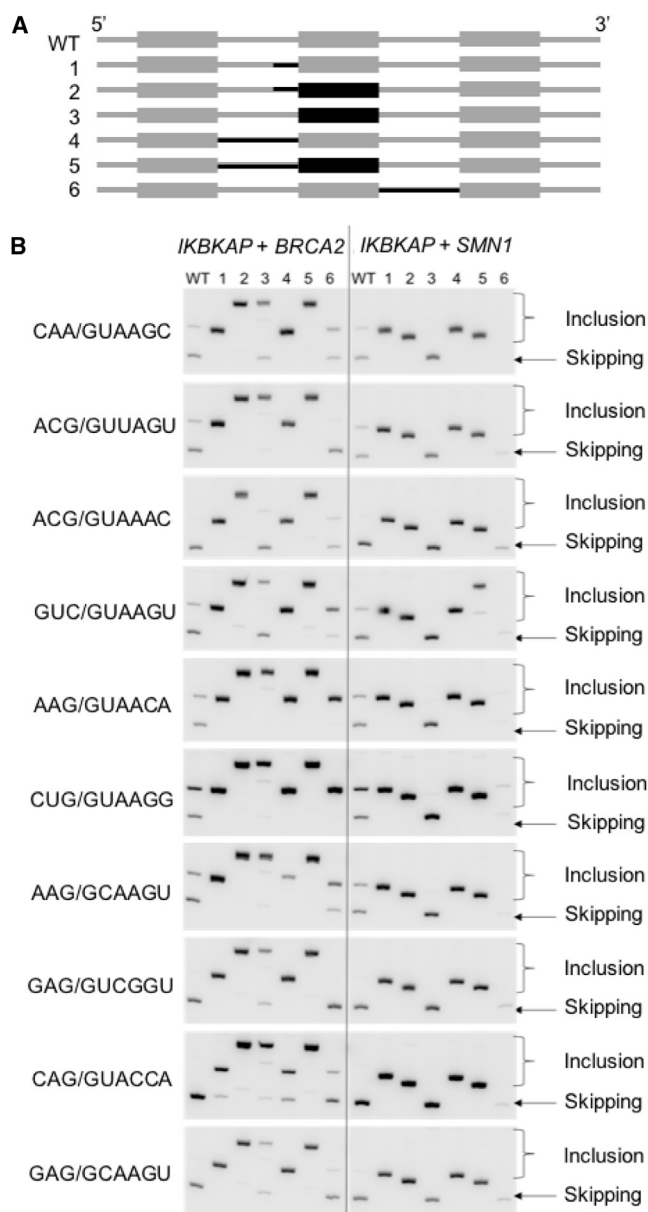 A
5’ 3’
WT
1
2
3
4
5
6
B
IKBKAP + BRCA2 IKBKAP + SMN1
WT 1 2 3 4 5 6 WT 1 2 3 4 5 6
CAA/GUAAGC Inclusion
Skipping
ACG/GUUAGU Inclusion
Skipping
ACG/GUAAAC Inclusion
Skipping
GUC/GUAAGU Inclusion
Skipping
AAG/GUAACA Inclusion
Skipping
CUG/GUAAGG Inclusion
Skipping
AAG/GCAAGU Inclusion
Skipping
GAG/GUCGGU Inclusion
Skipping
CAG/GUACCA Inclusion
Skipping
GAG/GCAAGU Inclusion
Skipping